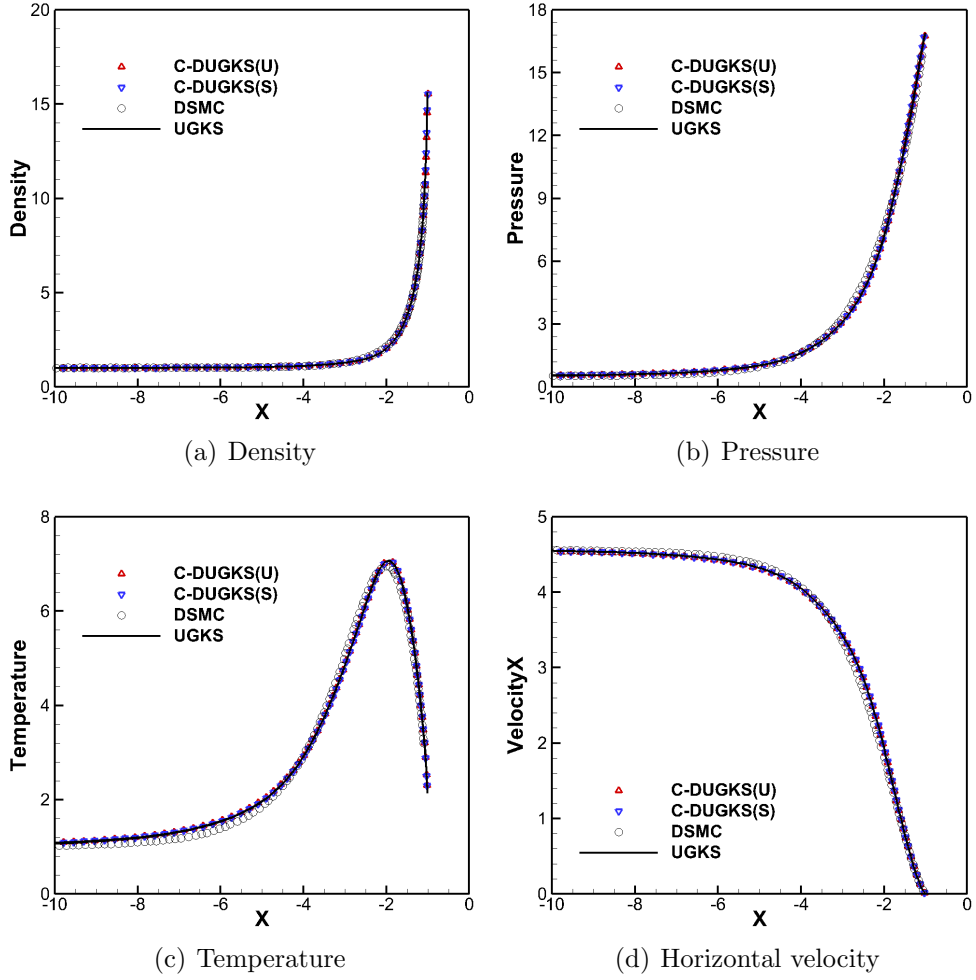 20
15
10
5
0
-10
-8
-6
-4
-2
0
Density
X
C-DUGKS(U)
C-DUGKS(S)
DSMC
UGKS
(a) Density
18
15
12
9
6
3
0
-10
-8
-6
-4
-2
0
Pressure
X
C-DUGKS(U)
C-DUGKS(S)
DSMC
UGKS
(b) Pressure
8
6
4
2
0
-10
-8
-6
-4
-2
0
Temperature
X
C-DUGKS(U)
C-DUGKS(S)
DSMC
UGKS
(c) Temperature
5
4
3
2
1
0
-10
-8
-6
-4
-2
0
VelocityX
X
C-DUGKS(U)
C-DUGKS(S)
DSMC
UGKS
(d) Horizontal velocity